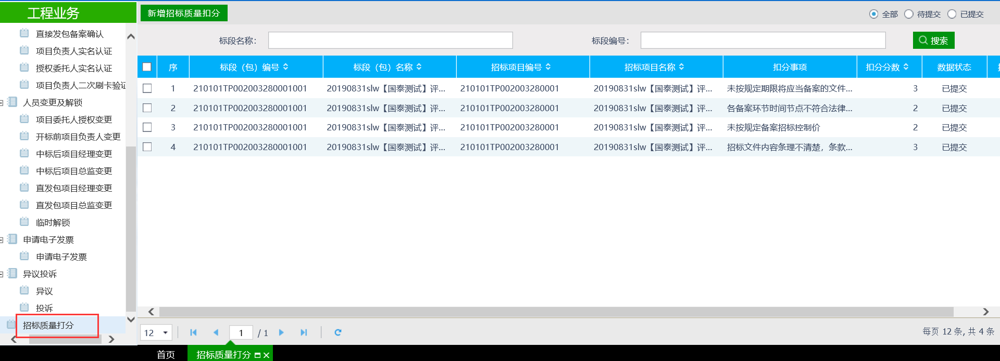 工程业务
直接发包备案确认
项目负责人实名认证
授权委托人实名认证
项目负责人二次刷卡验证
人员变更及解锁
项目委托人授权变更
开标前项目负责人变更
中标后项目经理变更
中标后项目总监变更
直发包项目经理变更
直发包项目总监变更
临时解锁
申请电子发票
申请电子发票
异议投诉
异议
投诉
招标质量打分
新增招标质量扣分
全部 待提交 已提交
标段名称： 标段编号： 搜索
序 标段（包）编号 标段（包）名称 招标项目编号 招标项目名称 扣分事项 扣分分数 数据状态
1 210101TP002003280001001 20190831slw【国泰测试】评... 210101TP002003280001 20190831slw【国泰测试】评... 未按规定期限将应当备案的文件... 3 已提交
2 210101TP002003280001001 20190831slw【国泰测试】评... 210101TP002003280001 20190831slw【国泰测试】评... 各备案环节时间节点不符合法律... 2 已提交
3 210101TP002003280001001 20190831slw【国泰测试】评... 210101TP002003280001 20190831slw【国泰测试】评... 未按规定备案招标控制价 2 已提交
4 210101TP002003280001001 20190831slw【国泰测试】评... 210101TP002003280001 20190831slw【国泰测试】评... 招标文件内容条理不清楚，条款... 3 已提交
12 1 / 1 每页 12 条, 共 4 条
首页 招标质量打分